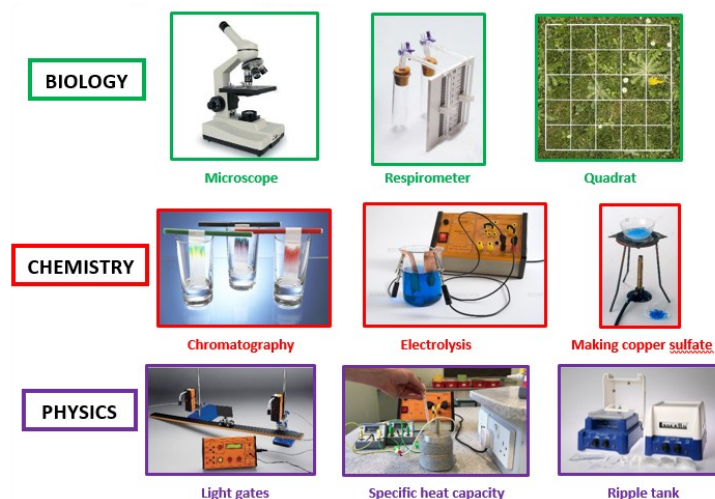 BIOLOGY
Microscope
Respirometer
Quadrat
CHEMISTRY
Chromatography
Electrolysis
Making copper sulfate
PHYSICS
Light gates
Specific heat capacity
Ripple tank